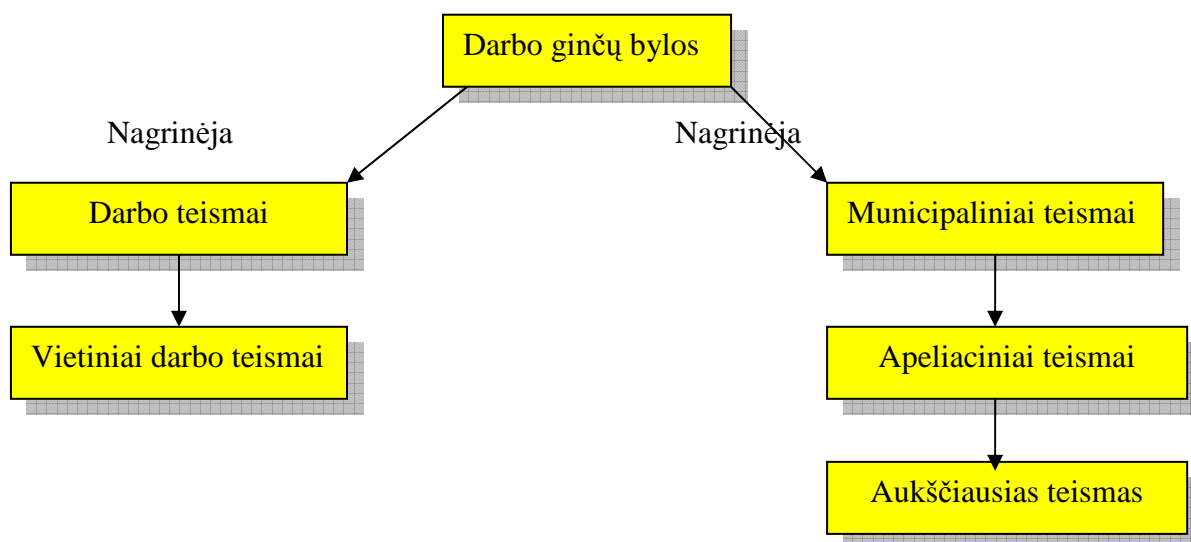 Darbo ginčų bylos
Nagrinėja
Nagrinėja
Darbo teismai
Municipaliniai teismai
Vietiniai darbo teismai
Apeliaciniai teismai
Aukščiausias teismas